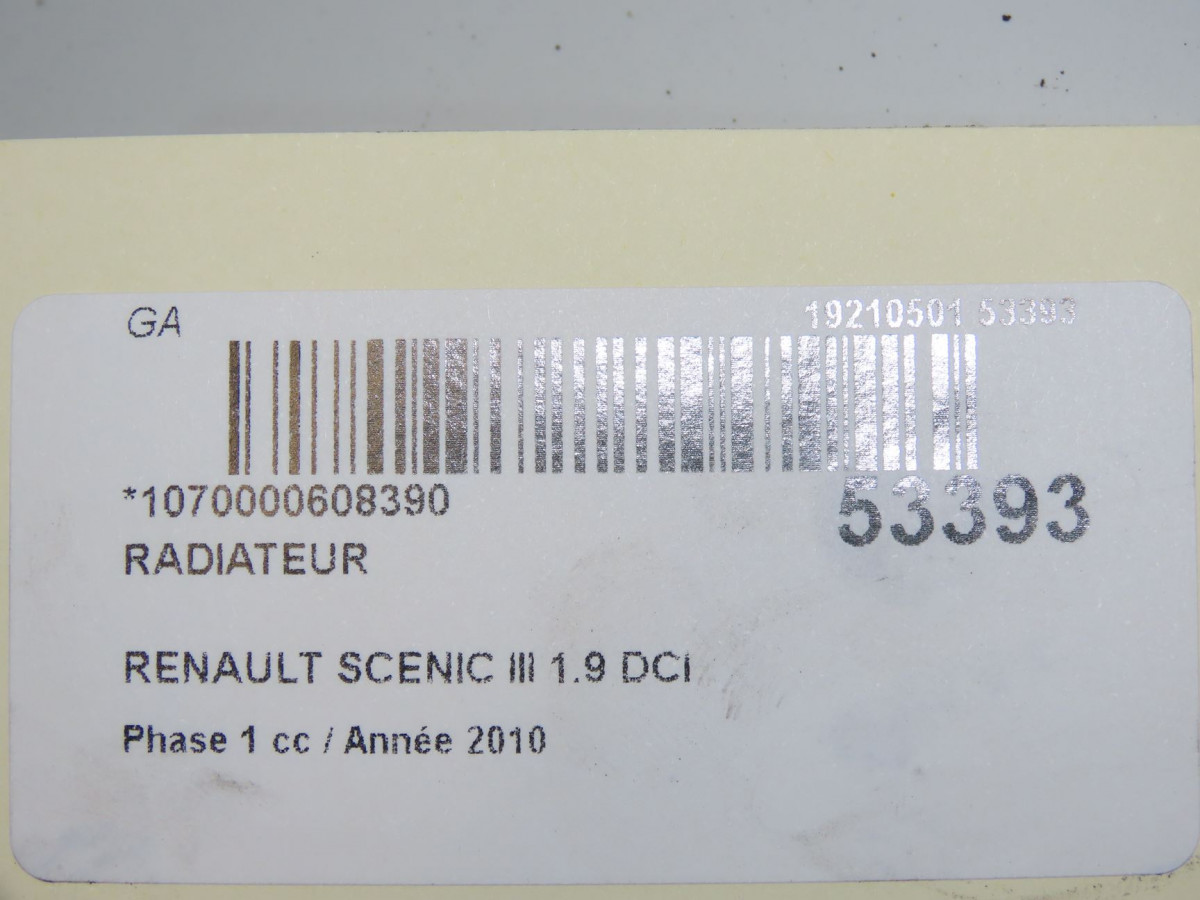 GA
19210501 53393
*1070000608390
53393
RADIATEUR
RENAULT SCENIC III 1.9 DCI
Phase 1 cc / Année 2010